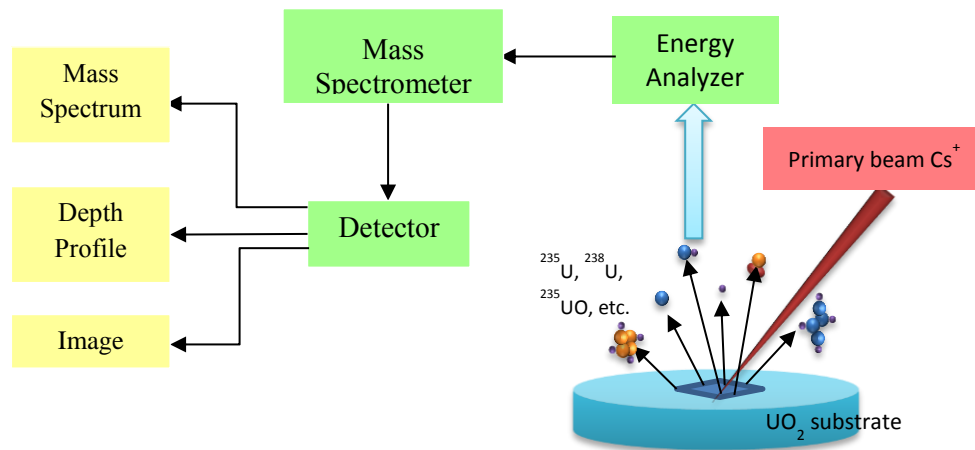 Mass
Spectrum
Depth
Profile
Image
Mass
Spectrometer
Detector
Energy
Analyzer
Primary beam Cs⁺
²³⁵U, ²³⁸U,
²³⁵UO, etc.
UO₂ substrate